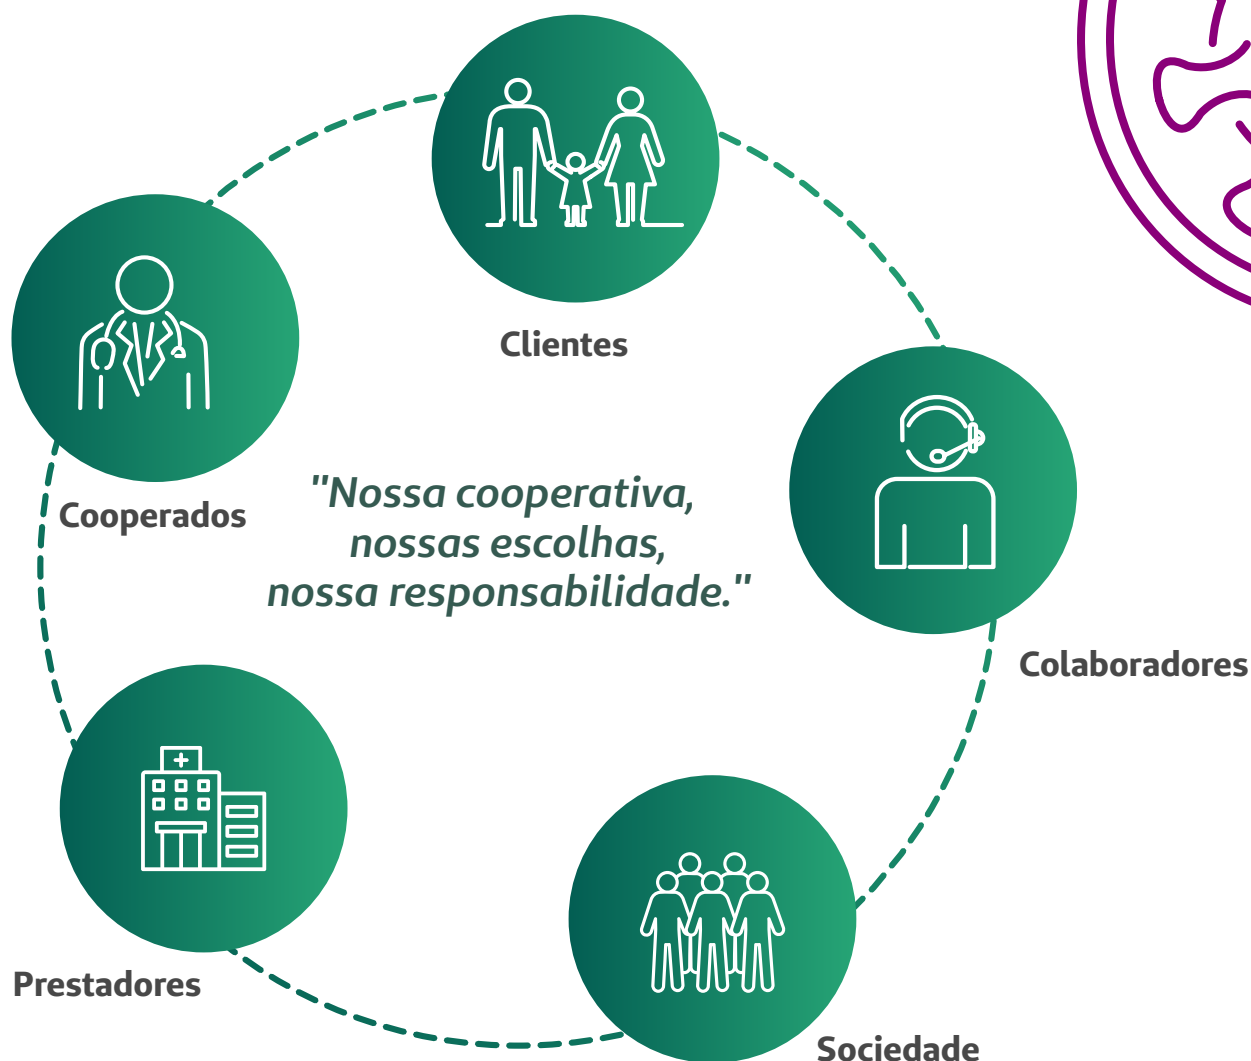 Clientes
Cooperados
"Nossa cooperativa,
nossas escolhas,
nossa responsabilidade."
Colaboradores
Prestadores
Sociedade